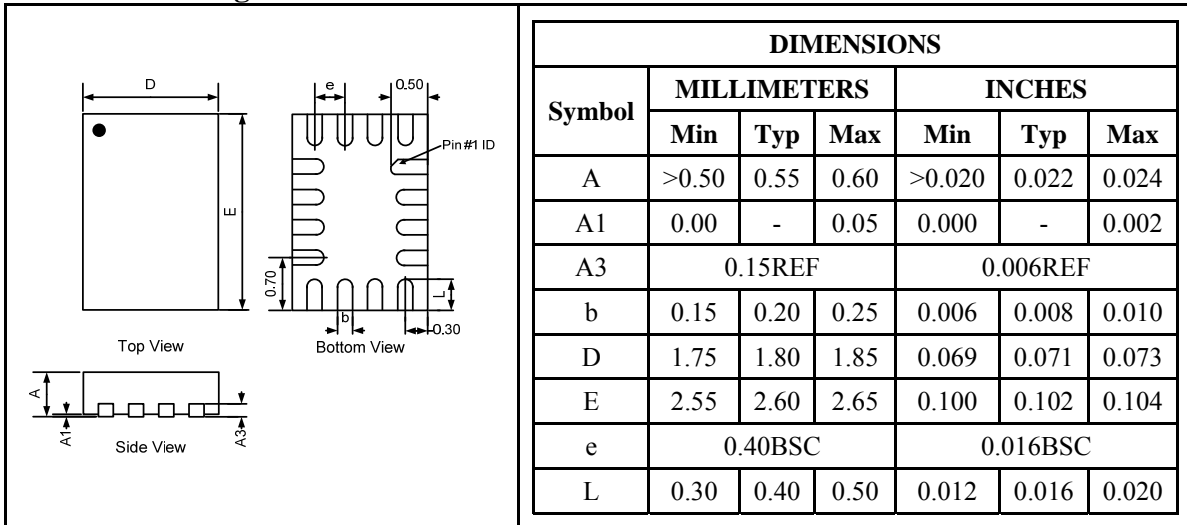 D
E
Top View
A
A1
A3
Side View
e
0.50
Pin #1 ID
0.70
b
L
0.30
Bottom View
DIMENSIONS
Symbol MILLIMETERS INCHES
Min Typ Max Min Typ Max
A >0.50 0.55 0.60 >0.020 0.022 0.024
A1 0.00 - 0.05 0.000 - 0.002
A3 0.15REF 0.006REF
b 0.15 0.20 0.25 0.006 0.008 0.010
D 1.75 1.80 1.85 0.069 0.071 0.073
E 2.55 2.60 2.65 0.100 0.102 0.104
e 0.40BSC 0.016BSC
L 0.30 0.40 0.50 0.012 0.016 0.020